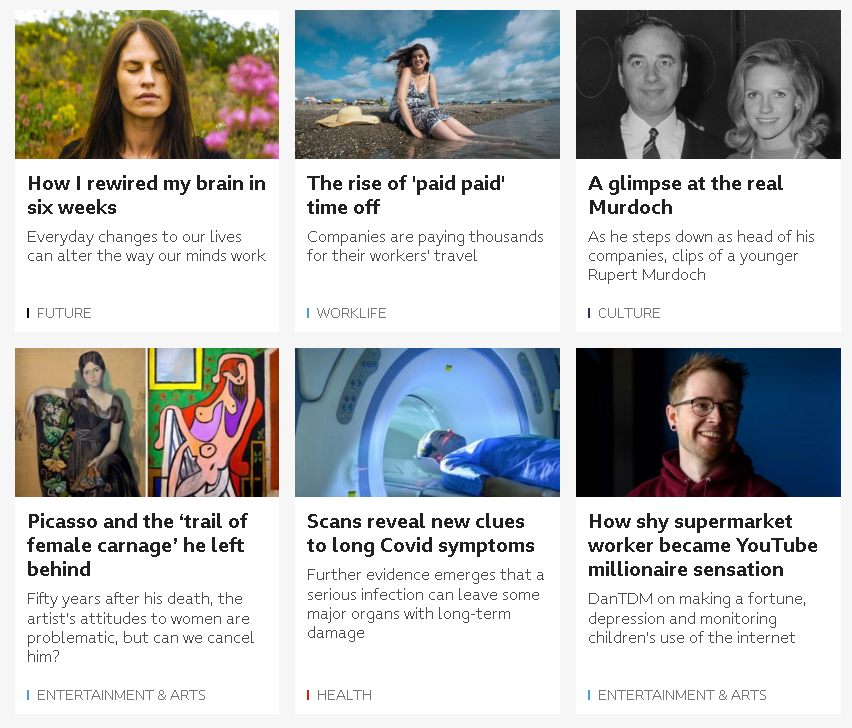 How I rewired my brain in
six weeks
Everyday changes to our lives
can alter the way our minds work
FUTURE
The rise of 'paid paid'
time off
Companies are paying thousands
for their workers' travel
WORKLIFE
A glimpse at the real
Murdoch
As he steps down as head of his
companies, clips of a younger
Rupert Murdoch
CULTURE
Picasso and the ‘trail of
female carnage’ he left
behind
Fifty years after his death, the
artist's attitudes to women are
problematic, but can we cancel
him?
ENTERTAINMENT & ARTS
Scans reveal new clues
to long Covid symptoms
Further evidence emerges that a
serious infection can leave some
major organs with long-term
damage
HEALTH
How shy supermarket
worker became YouTube
millionaire sensation
DanTDM on making a fortune,
depression and monitoring
children's use of the internet
ENTERTAINMENT & ARTS